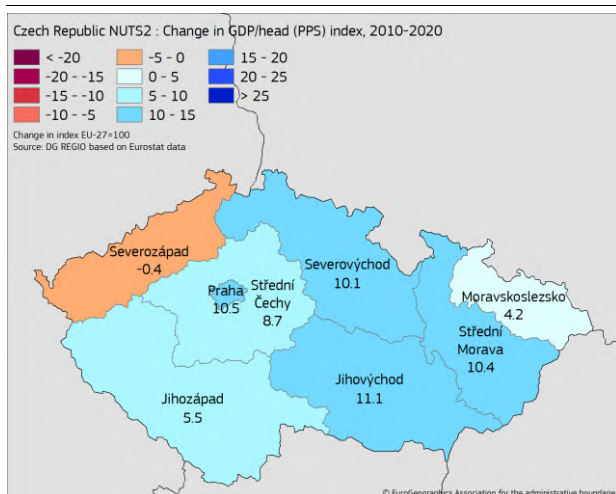 Czech Republic NUTS2 : Change in GDP/head (PPS) index, 2010-2020
< -20
-20 - -15
-15 - -10
-10 - -5
-5 - 0
0 - 5
5 - 10
10 - 15
15 - 20
20 - 25
> 25
Change in index EU-27=100
Source: DG REGIO based on Eurostat data
Severozápad
-0.4
Praha
10.5
Střední
Čechy
8.7
Severovýchod
10.1
Moravskoslezsko
4.2
Střední
Morava
10.4
Jihozápad
5.5
Jihovýchod
11.1
© EuroGeographics Association for the administrative boundarie